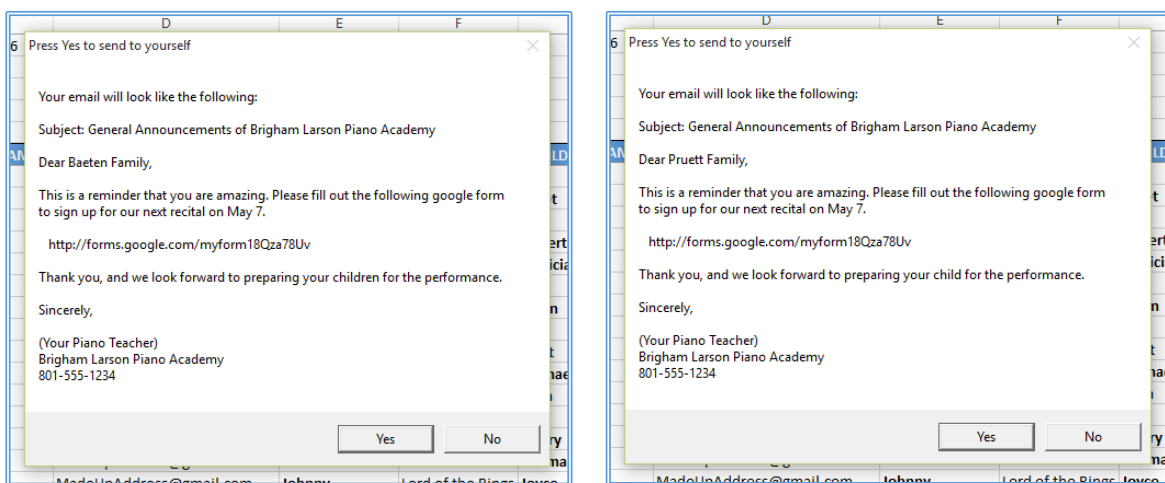 D E F
6 Press Yes to send to yourself
Your email will look like the following:
Subject: General Announcements of Brigham Larson Piano Academy
AN LD
Dear Baeten Family,
This is a reminder that you are amazing. Please fill out the following google form
to sign up for our next recital on May 7.
http://forms.google.com/myform18Qza78Uv
Thank you, and we look forward to preparing your children for the performance.
Sincerely,
(Your Piano Teacher)
Brigham Larson Piano Academy
801-555-1234
Yes No
MadeUpAddress@gmail.com Johnny Lord of the Rings Joyce
D E F
6 Press Yes to send to yourself
Your email will look like the following:
Subject: General Announcements of Brigham Larson Piano Academy
AN
Dear Pruett Family,
This is a reminder that you are amazing. Please fill out the following google form
to sign up for our next recital on May 7.
http://forms.google.com/myform18Qza78Uv
Thank you, and we look forward to preparing your child for the performance.
Sincerely,
(Your Piano Teacher)
Brigham Larson Piano Academy
801-555-1234
Yes No
MadeUpAddress@gmail.com Johnny Lord of the Rings Joyce